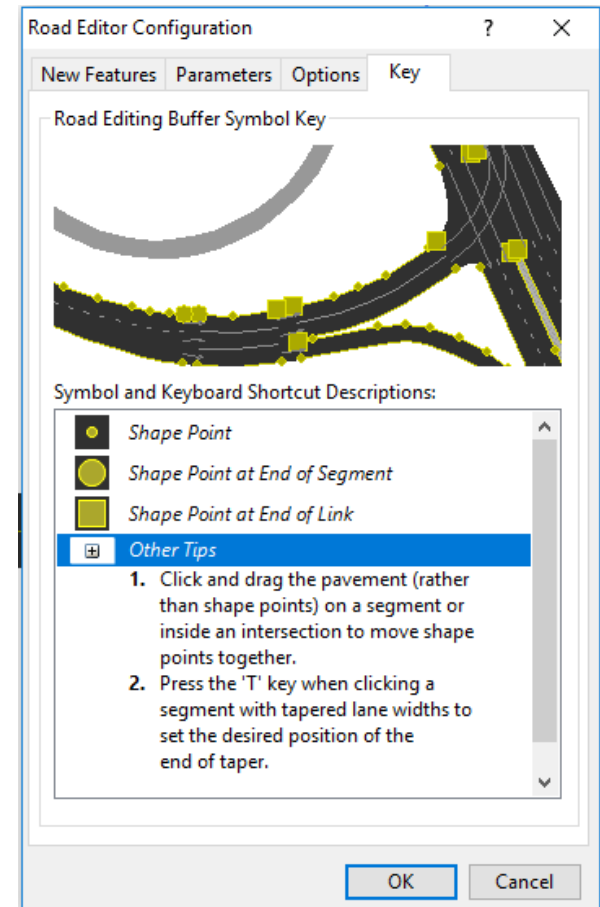 Road Editor Configuration ?
New Features Parameters Options Key
Road Editing Buffer Symbol Key
Symbol and Keyboard Shortcut Descriptions:
Shape Point
Shape Point at End of Segment
Shape Point at End of Link
Other Tips
1. Click and drag the pavement (rather
than shape points) on a segment or
inside an intersection to move shape
points together.
2. Press the 'T' key when clicking a
segment with tapered lane widths to
set the desired position of the
end of taper.
OK Cancel